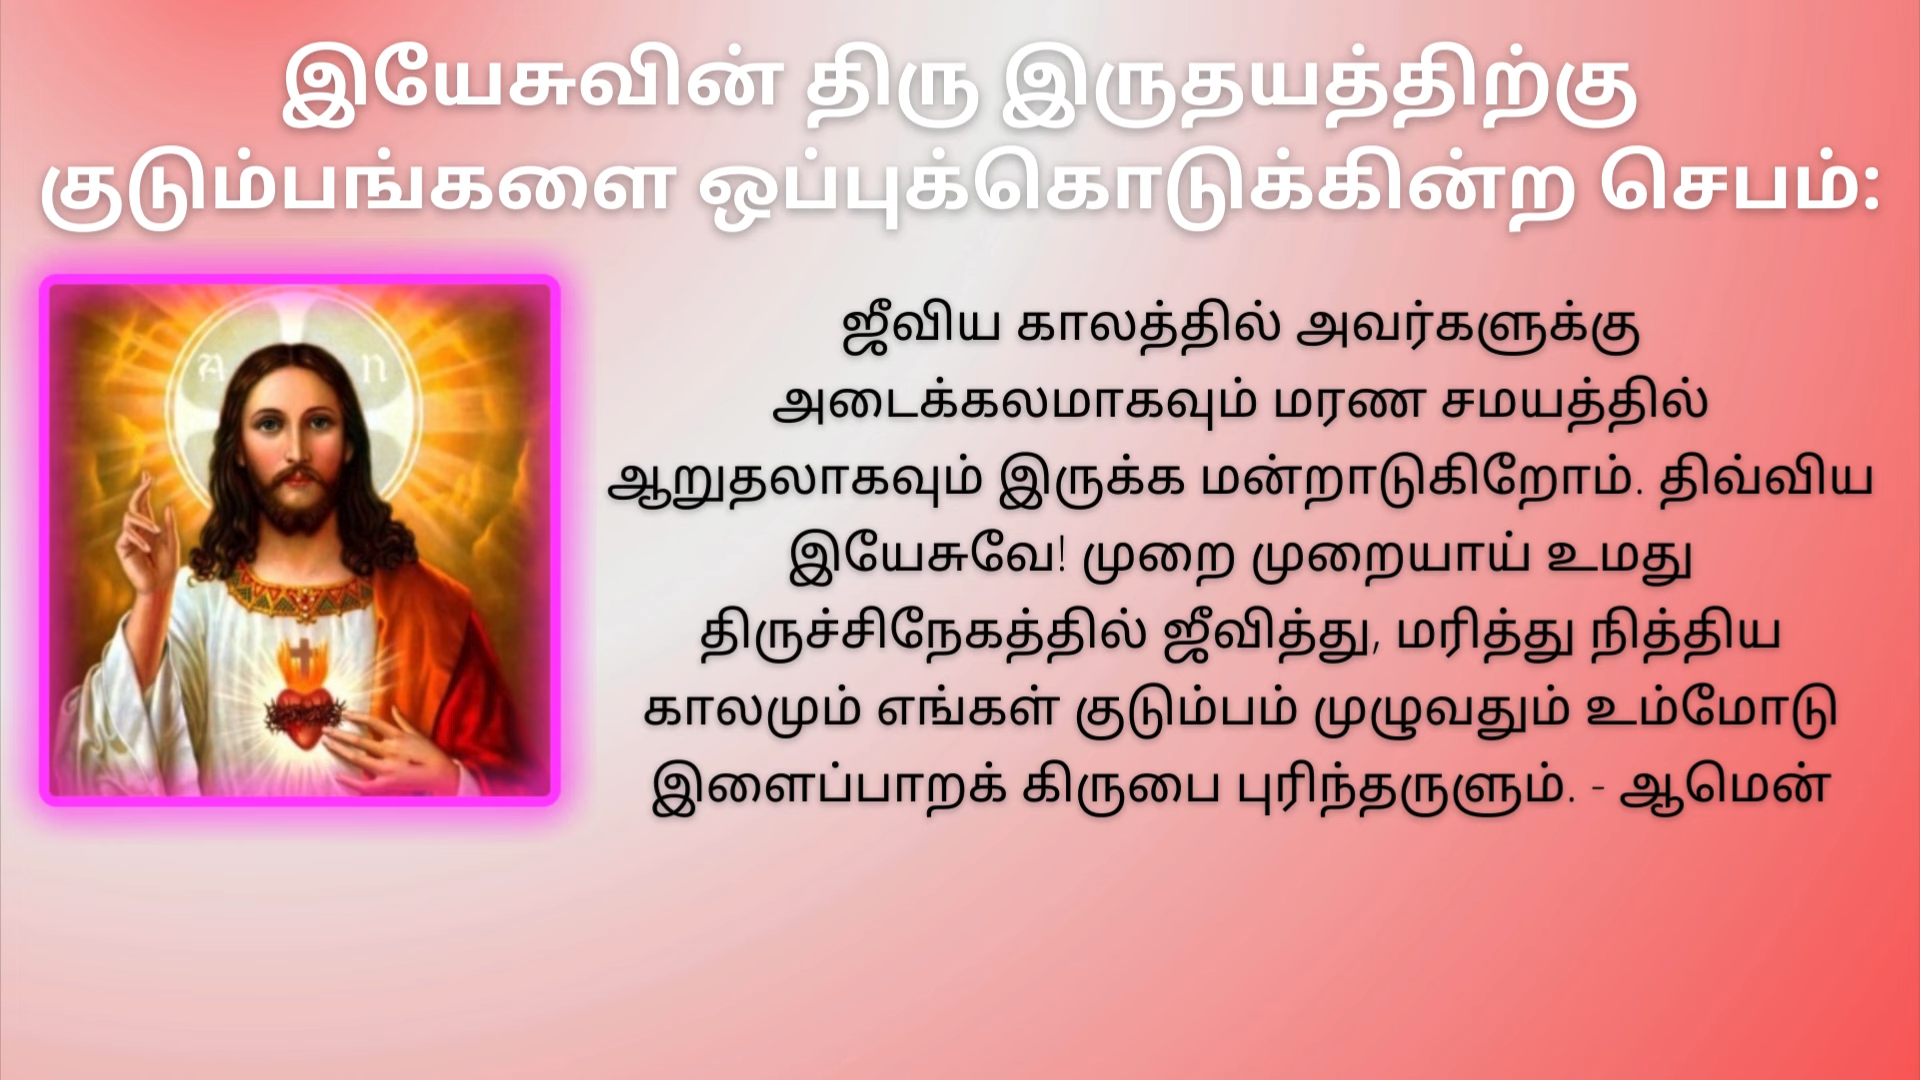 இயேசுவின் திரு இருதயத்திற்கு
குடும்பங்களை ஒப்புக்கொடுக்கின்ற செபம்:
ஜீவிய காலத்தில் அவர்களுக்கு
அடைக்கலமாகவும் மரண சமயத்தில்
ஆறுதலாகவும் இருக்க மன்றாடுகிறோம். திவ்விய
இயேசுவே! முறை முறையாய் உமது
திருச்சிநேகத்தில் ஜீவித்து, மரித்து நித்திய
காலமும் எங்கள் குடும்பம் முழுவதும் உம்மோடு
இளைப்பாறக் கிருபை புரிந்தருளும். - ஆமென்